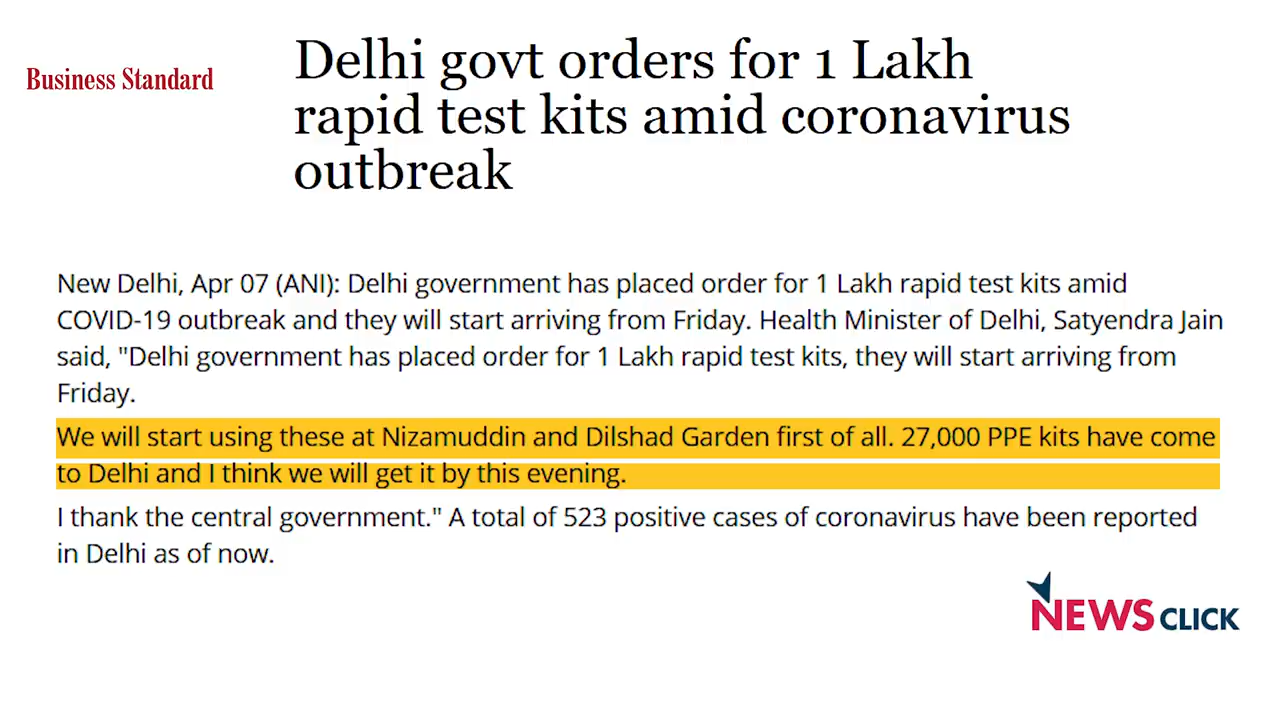 Business Standard
Delhi govt orders for 1 Lakh
rapid test kits amid coronavirus
outbreak
New Delhi, Apr 07 (ANI): Delhi government has placed order for 1 Lakh rapid test kits amid
COVID-19 outbreak and they will start arriving from Friday. Health Minister of Delhi, Satyendra Jain
said, "Delhi government has placed order for 1 Lakh rapid test kits, they will start arriving from
Friday.
We will start using these at Nizamuddin and Dilshad Garden first of all. 27,000 PPE kits have come
to Delhi and I think we will get it by this evening.
I thank the central government." A total of 523 positive cases of coronavirus have been reported
in Delhi as of now.
NEWSCLICK